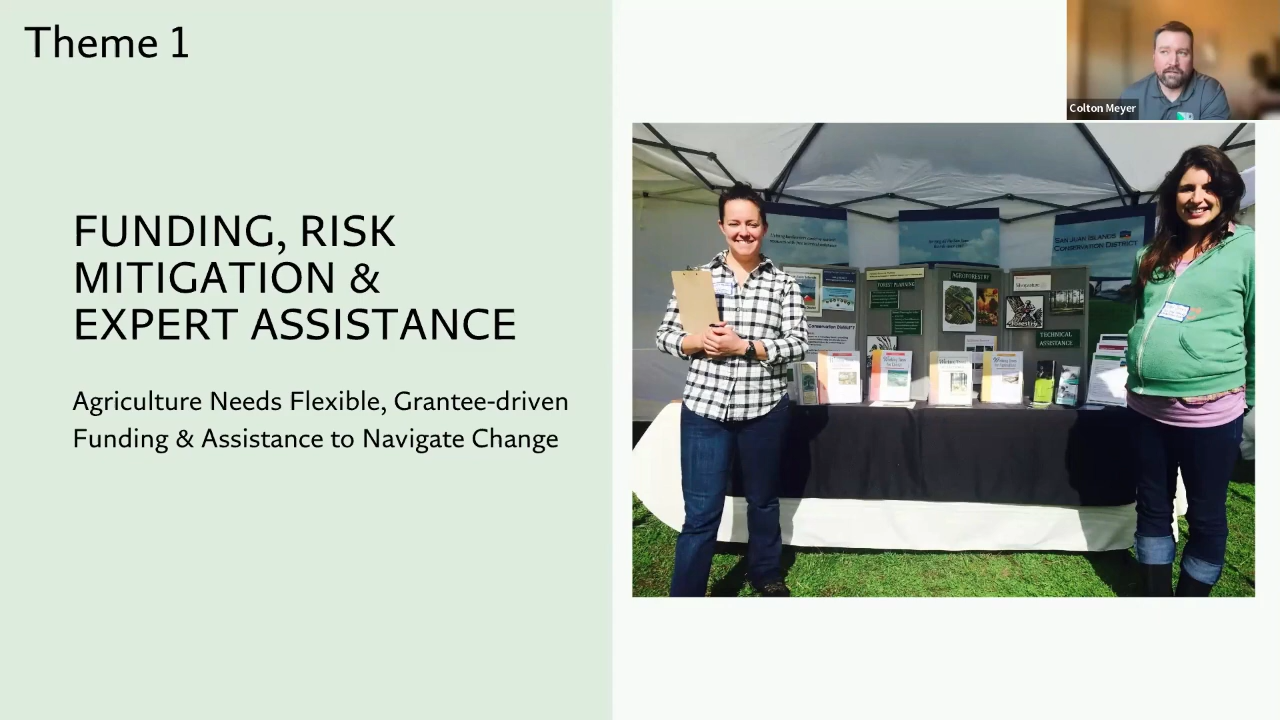 Theme 1
Colton Meyer
FUNDING, RISK
MITIGATION &
EXPERT ASSISTANCE
Agriculture Needs Flexible, Grantee-driven
Funding & Assistance to Navigate Change
SAN JUAN ISLANDS
CONSERVATION DISTRICT
AGROFORESTRY
FOREST PLANNING
TECHNICAL
ASSISTANCE